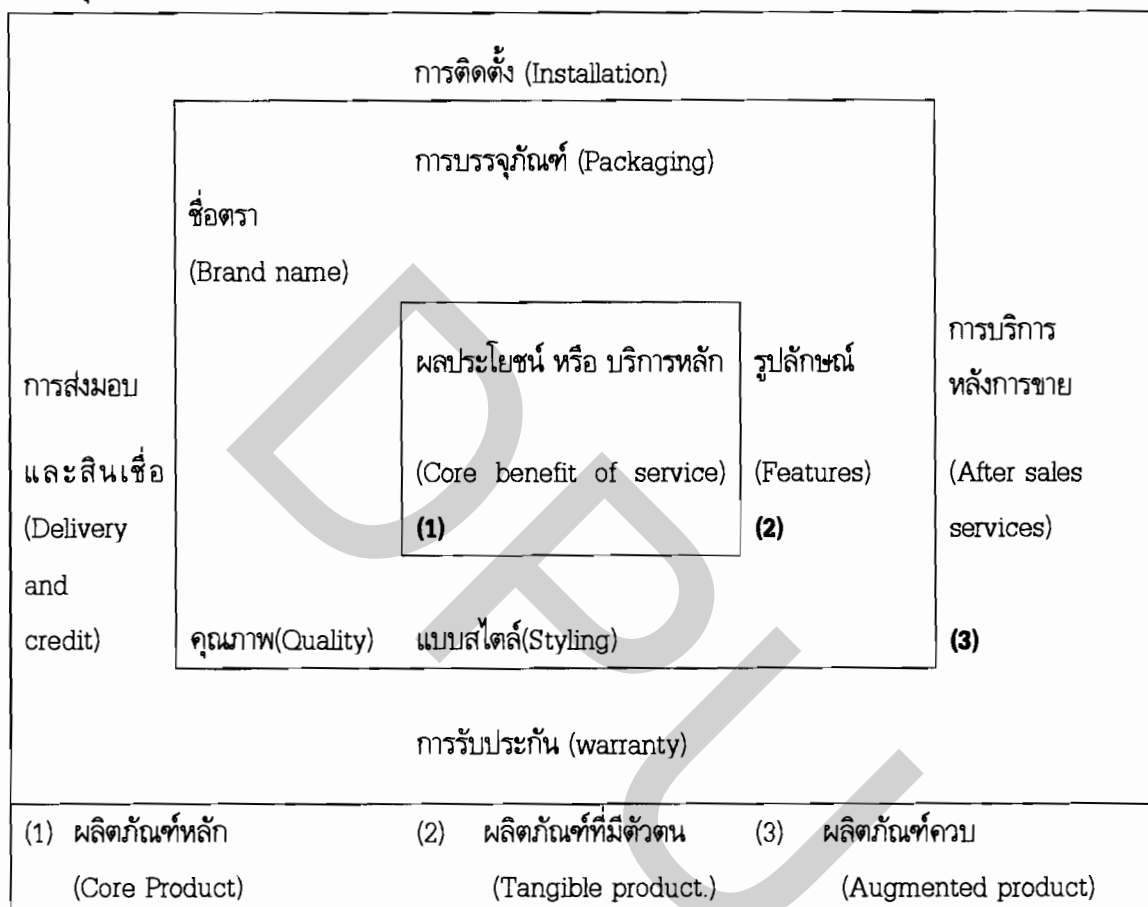 การติดตั้ง (Installation)
การบรรจุภัณฑ์ (Packaging)
ชื่อตรา
(Brand name)
ผลประโยชน์ หรือ บริการหลัก
(Core benefit of service)
(1)
รูปลักษณ์
(Features)
(2)
การบริการ
หลังการขาย
(After sales
services)
(3)
การส่งมอบ
และสินเชื่อ
(Delivery
and
credit)
คุณภาพ(Quality)
แบบสไตล์(Styling)
การรับประกัน (warranty)
(1) ผลิตภัณฑ์หลัก
(Core Product)
(2) ผลิตภัณฑ์ที่มีตัวตน
(Tangible product.)
(3) ผลิตภัณฑ์ควบ
(Augmented product)
DPU